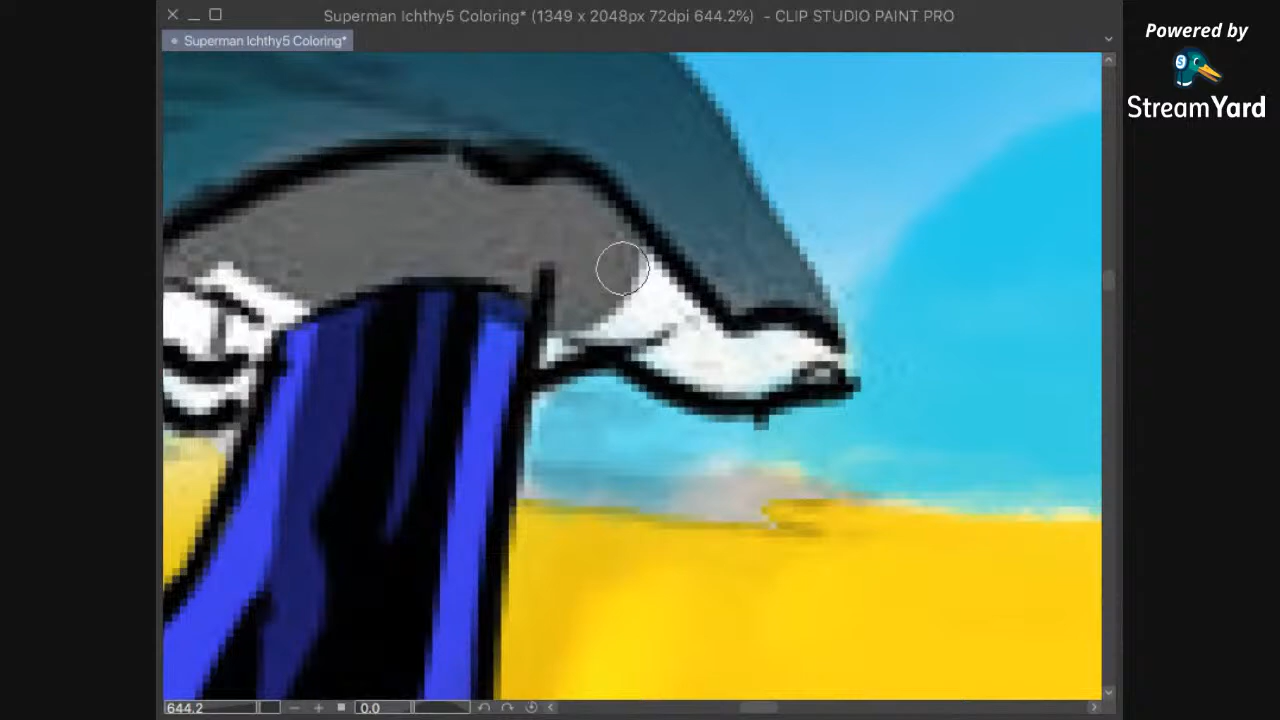 Superman Ichthy5 Coloring* (1349 x 2048px 72dpi 644.2%) - CLIP STUDIO PAINT PRO
Superman Ichthy5 Coloring*
Powered by
StreamYard
644.2
0.0